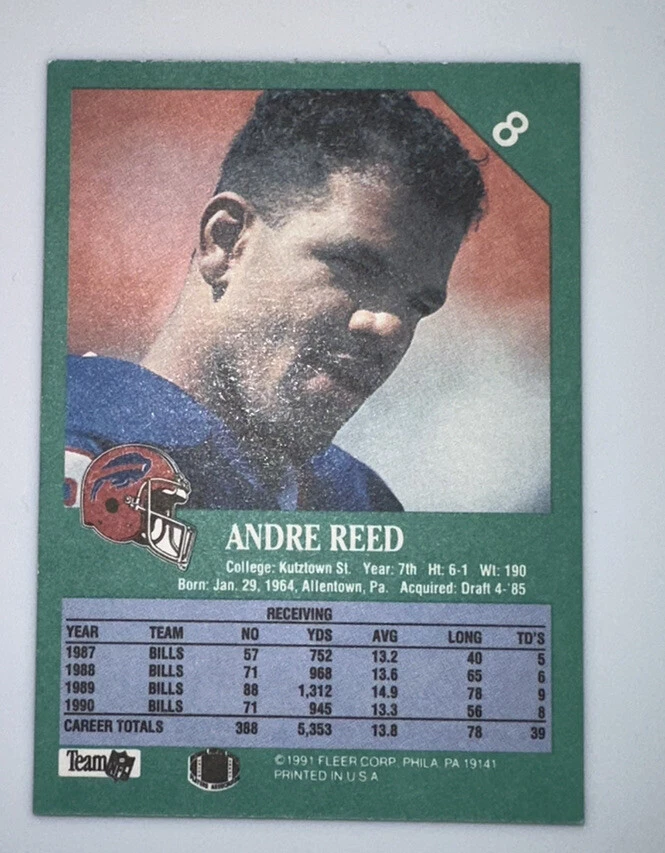 8
ANDRE REED
College: Kutztown St. Year: 7th Ht: 6-1 Wt: 190
Born: Jan. 29, 1964, Allentown, Pa. Acquired: Draft 4-'85
RECEIVING
YEAR TEAM NO YDS AVG LONG TD'S
1987 BILLS 57 752 13.2 40 5
1988 BILLS 71 968 13.6 65 6
1989 BILLS 88 1,312 14.9 78 9
1990 BILLS 71 945 13.3 56 8
CAREER TOTALS 388 5,353 13.8 78 39
Team NFL
©1991 FLEER CORP. PHILA. PA 19141
PRINTED IN U S A